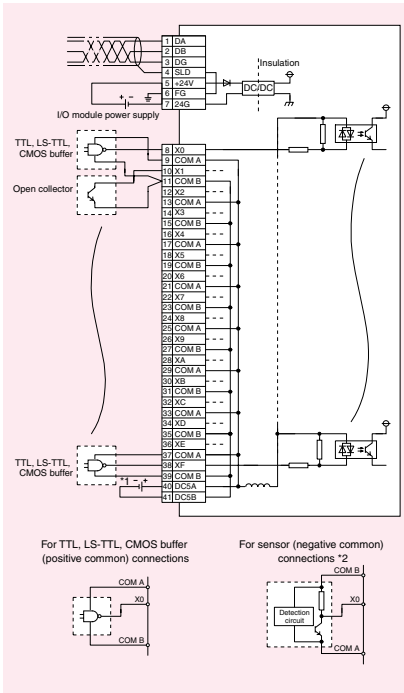 1 DA
2 DB
3 DG
4 SLD
5 +24V
6 FG
7 24G
Insulation
DC/DC
+ -
I/O module power supply
TTL, LS-TTL,
CMOS buffer
Open collector
8 X0
9 COM A
10 X1
11 COM B
12 X2
13 COM A
14 X3
15 COM B
16 X4
17 COM A
18 X5
19 COM B
20 X6
21 COM A
22 X7
23 COM B
24 X8
25 COM A
26 X9
27 COM B
28 XA
29 COM A
30 XB
31 COM B
32 XC
33 COM A
34 XD
35 COM B
36 XE
37 COM A
38 XF
39 COM B
40 DC5A
41 DC5B
TTL, LS-TTL,
CMOS buffer
*1 - +
For TTL, LS-TTL, CMOS buffer
(positive common) connections
COM A
X0
COM B
For sensor (negative common)
connections *2
COM B
X0
Detection
circuit
COM A